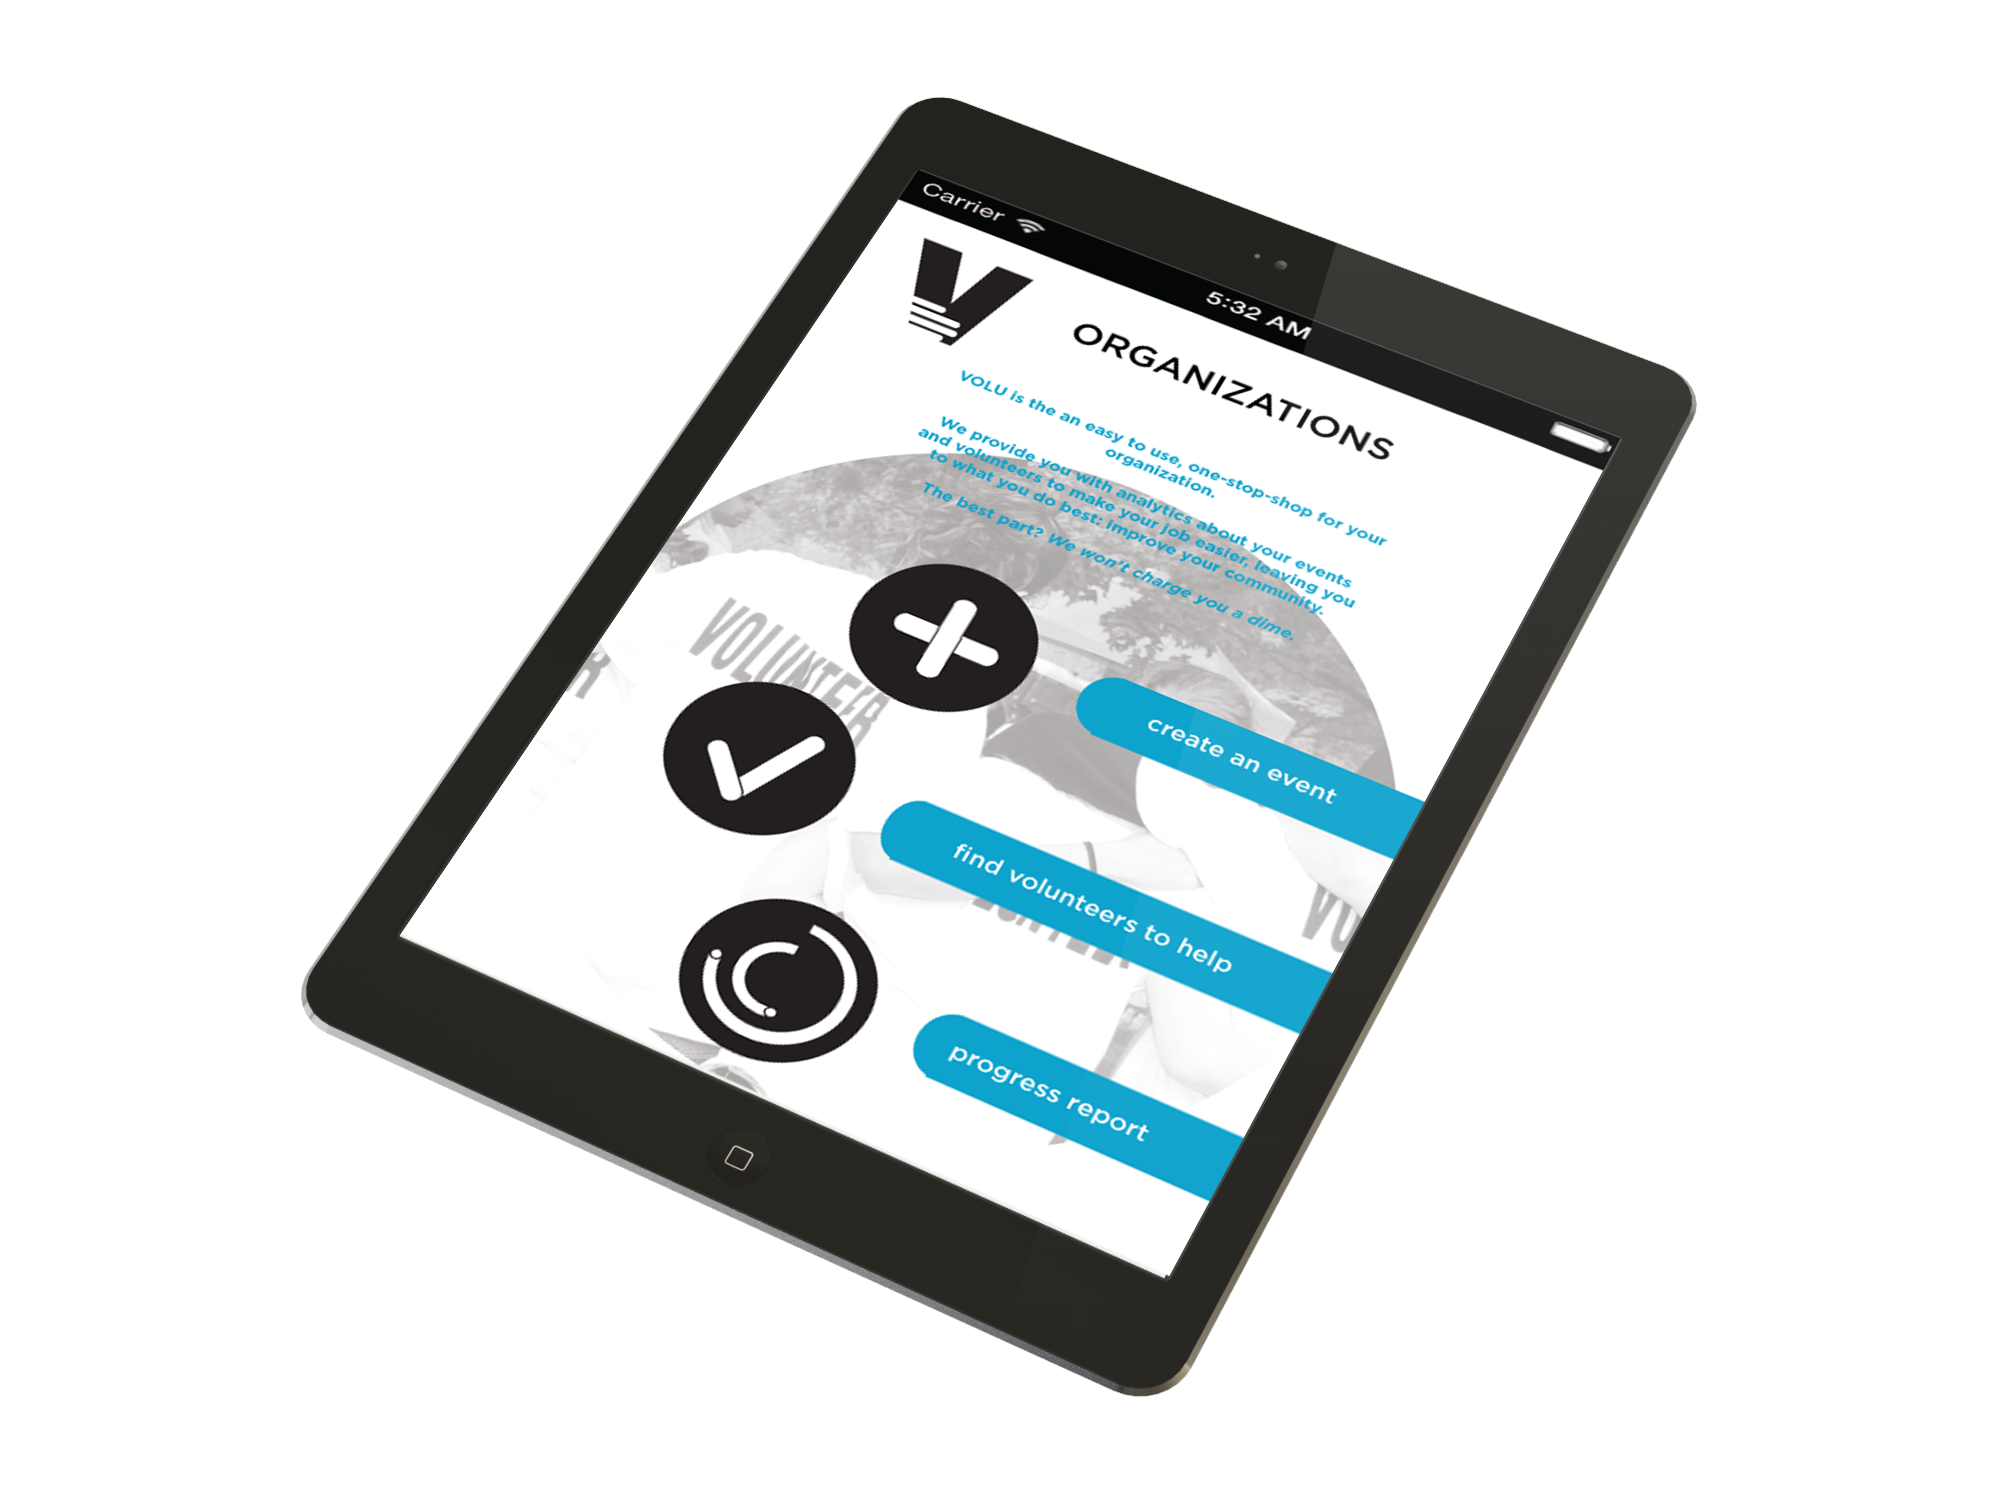 Carrier
5:32 AM
ORGANIZATIONS
VOLU is the an easy to use, one-stop-shop for your
organization.
We provide you with analytics about your events
and volunteers to make your job easier, leaving you
to what you do best: improve your community.
The best part? We won't charge you a dime.
VOLUNTEER
R
create an event
find volunteers to help
VO
progress report